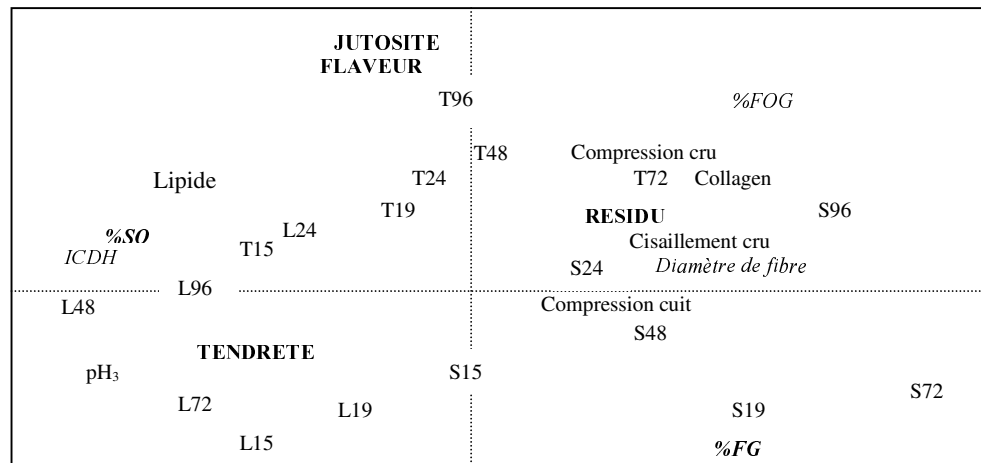 JUTOSITE
FLAVEUR
T96
%FOG
T48
Compression cru
Lipide
T24
T72
Collagen
T19
RESIDU
S96
L24
%SO
T15
Cisaillement cru
ICDH
S24
Diamètre de fibre
L96
L48
Compression cuit
S48
TENDRETE
pH₃
S15
L72
L19
S19
S72
L15
%FG